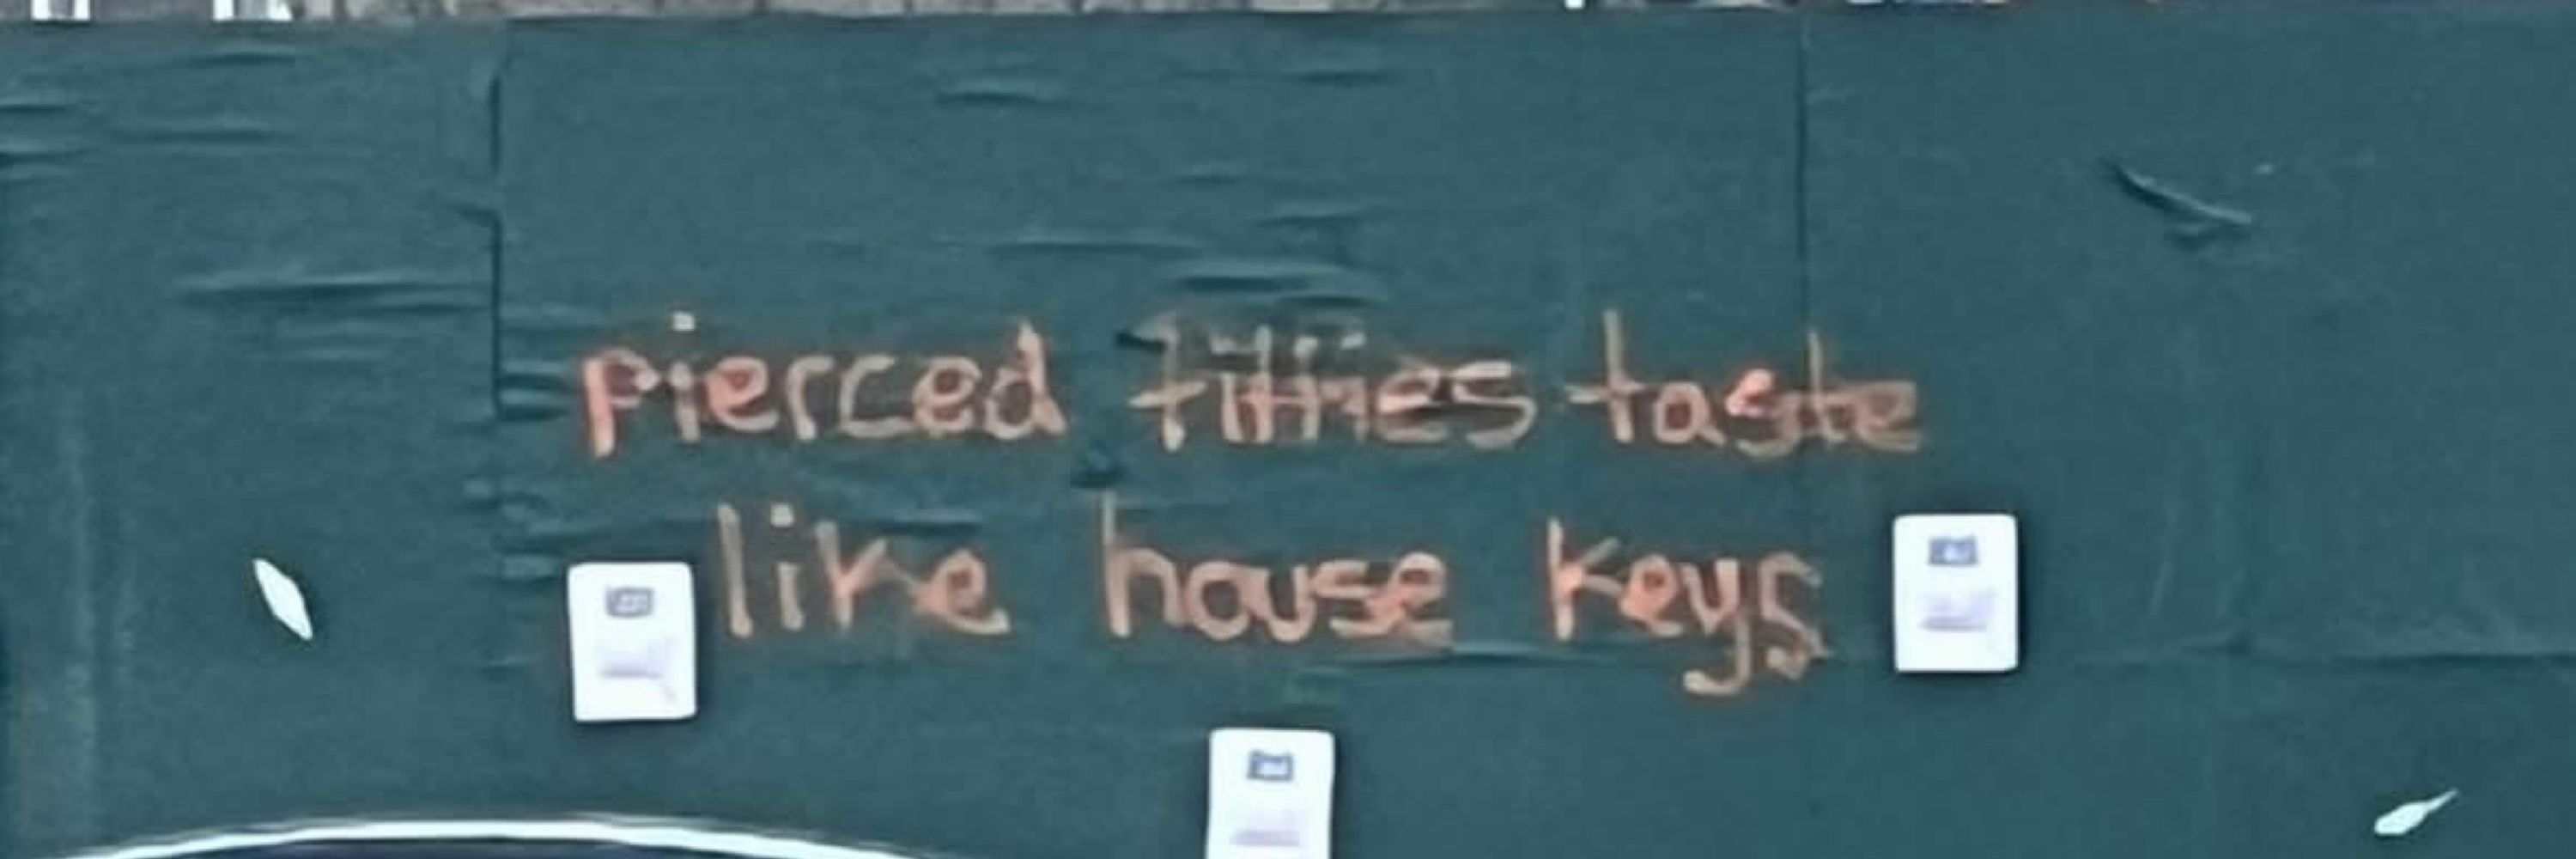 pierced titties taste
like house keys